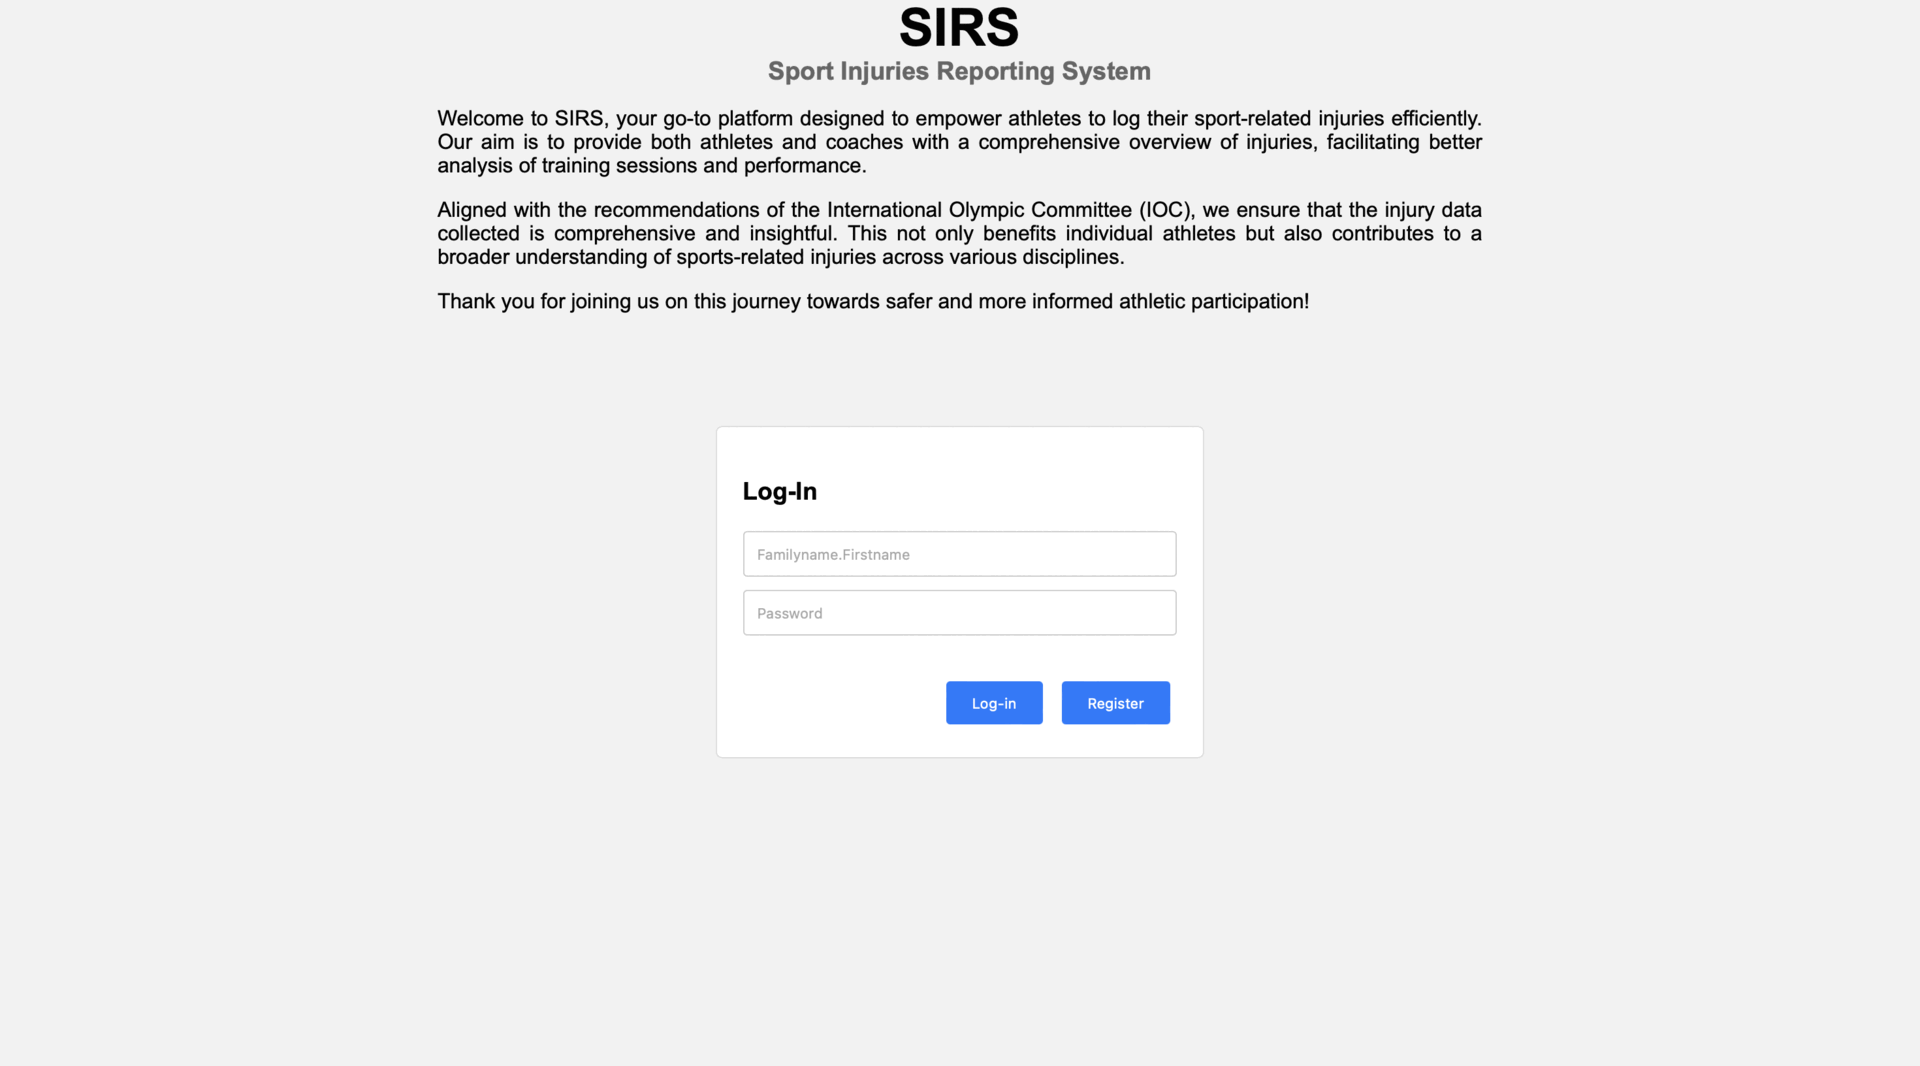 SIRS
Sport Injuries Reporting System
Welcome to SIRS, your go-to platform designed to empower athletes to log their sport-related injuries efficiently.
Our aim is to provide both athletes and coaches with a comprehensive overview of injuries, facilitating better
analysis of training sessions and performance.
Aligned with the recommendations of the International Olympic Committee (IOC), we ensure that the injury data
collected is comprehensive and insightful. This not only benefits individual athletes but also contributes to a
broader understanding of sports-related injuries across various disciplines.
Thank you for joining us on this journey towards safer and more informed athletic participation!
Log-In
Familyname.Firstname
Password
Log-in
Register